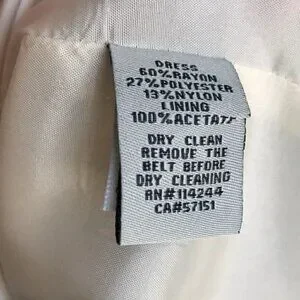 DRESS
60%RAYON
27%POLYESTER
13%NYLON
LINING
100%ACETATE
DRY CLEAN
REMOVE THE
BELT BEFORE
DRY CLEANING
RN#114244
CA#57151